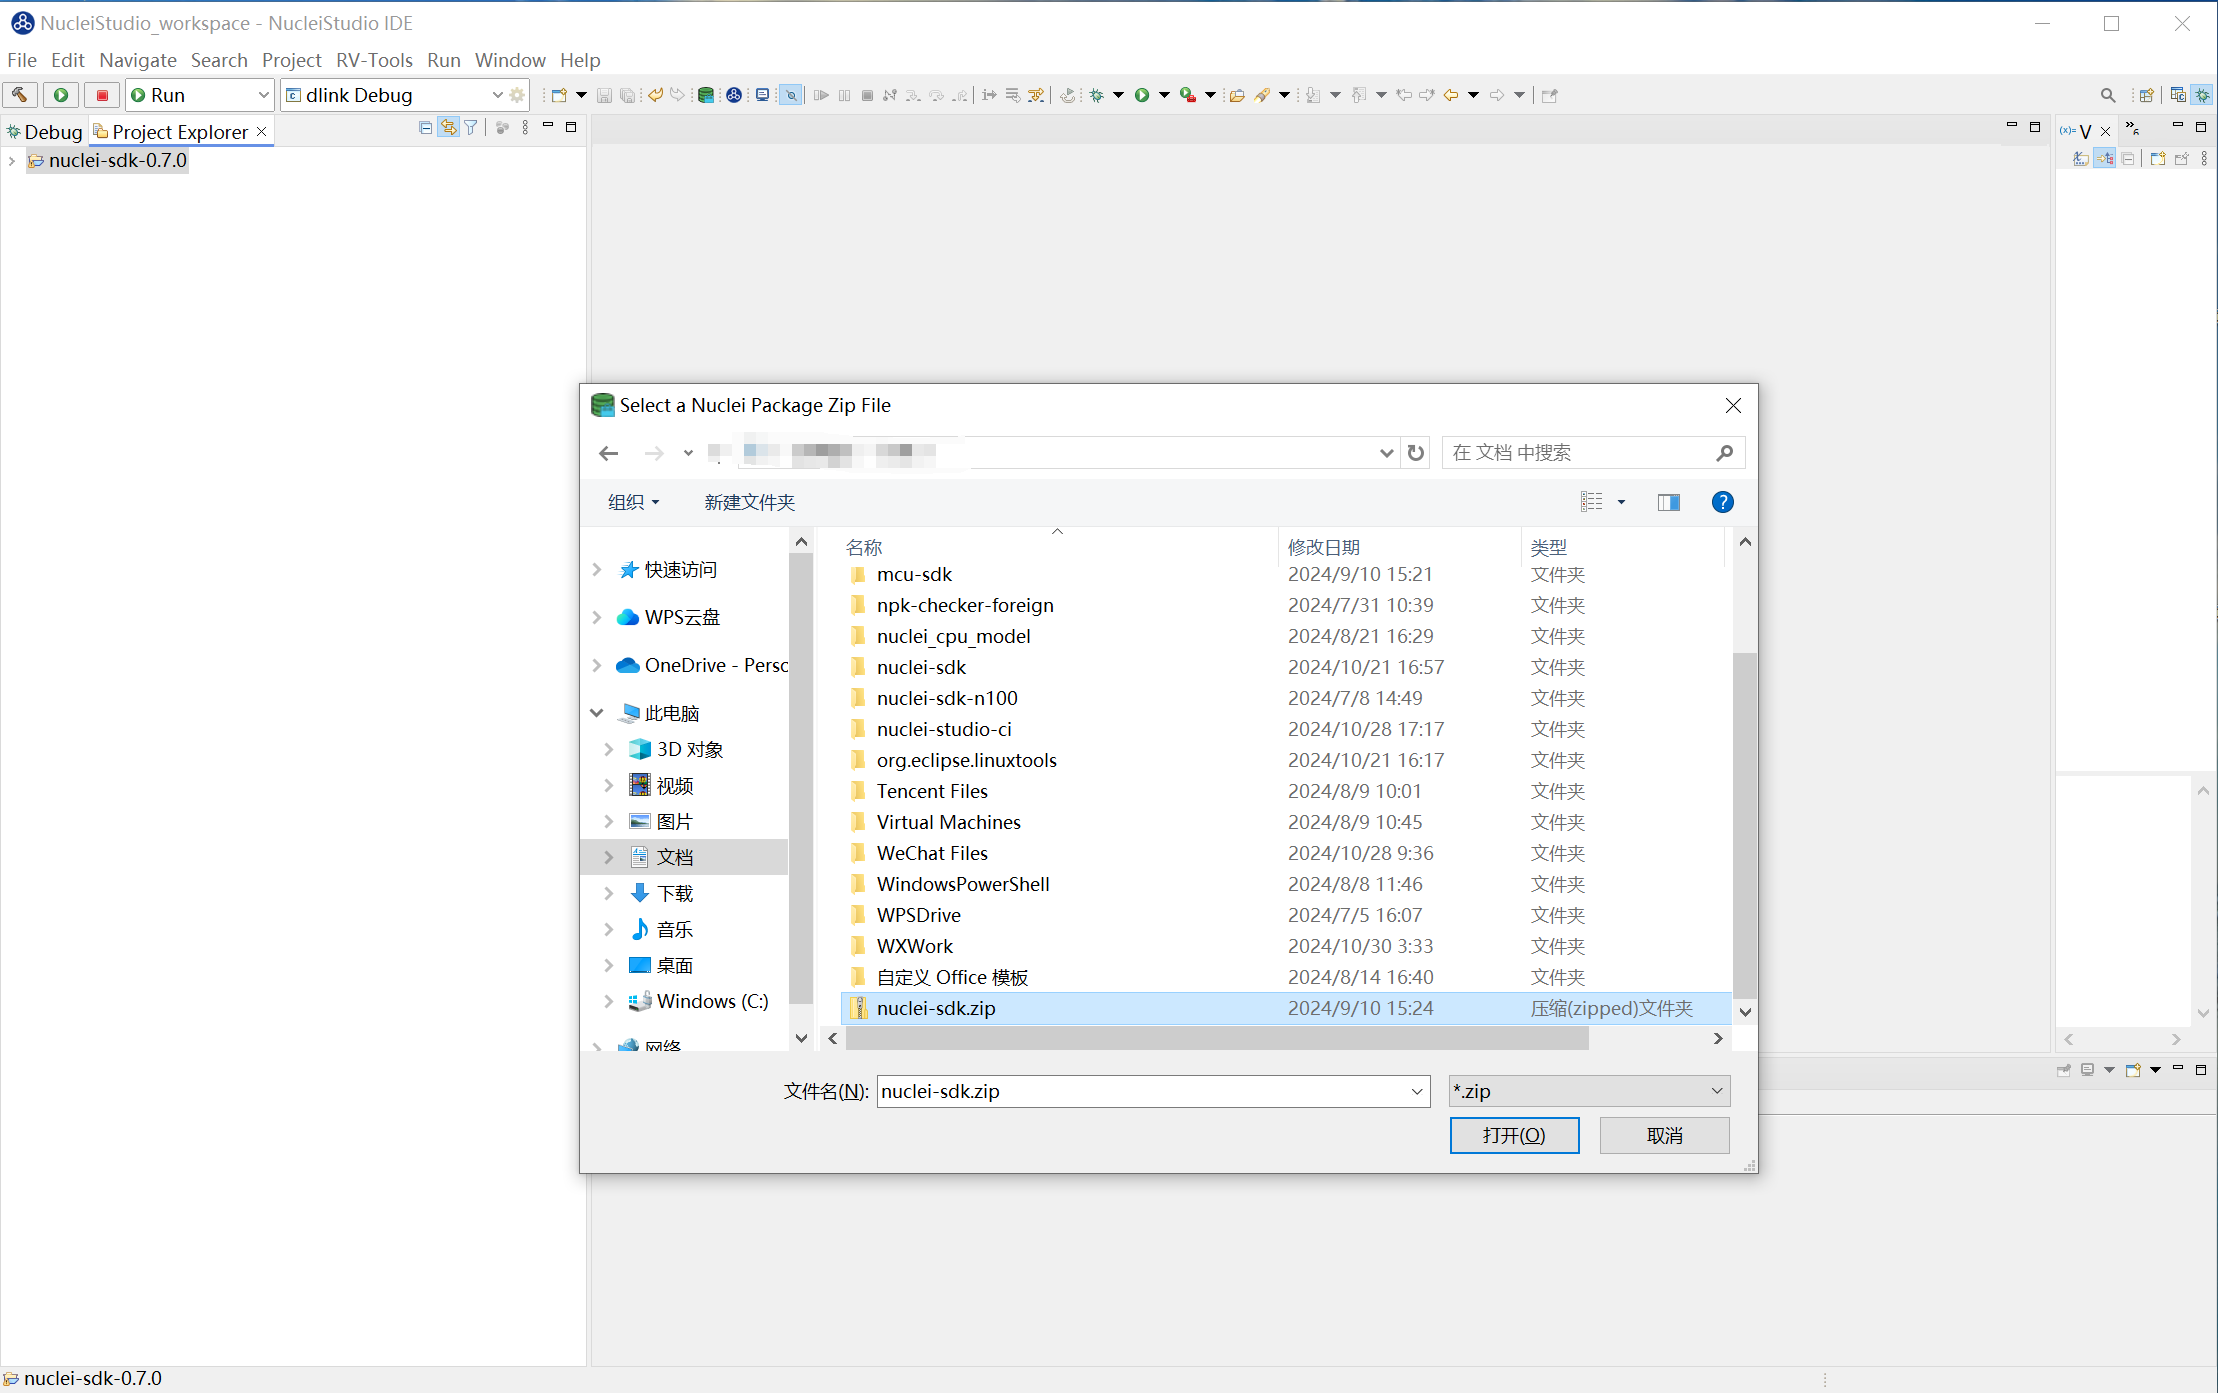 NucleiStudio_workspace - NucleiStudio IDE
File Edit Navigate Search Project RV-Tools Run Window Help
Run dlink Debug
Debug Project Explorer
V
6
nuclei-sdk-0.7.0
Select a Nuclei Package Zip File
在 文档 中搜索
组织 新建文件夹
名称 修改日期 类型
快速访问
WPS云盘
OneDrive - Perso
此电脑
3D 对象
视频
图片
文档
下载
音乐
桌面
Windows (C:)
网络
mcu-sdk 2024/9/10 15:21 文件夹
npk-checker-foreign 2024/7/31 10:39 文件夹
nuclei_cpu_model 2024/8/21 16:29 文件夹
nuclei-sdk 2024/10/21 16:57 文件夹
nuclei-sdk-n100 2024/7/8 14:49 文件夹
nuclei-studio-ci 2024/10/28 17:17 文件夹
org.eclipse.linuxtools 2024/10/21 16:17 文件夹
Tencent Files 2024/8/9 10:01 文件夹
Virtual Machines 2024/8/9 10:45 文件夹
WeChat Files 2024/10/28 9:36 文件夹
WindowsPowerShell 2024/8/8 11:46 文件夹
WPSDrive 2024/7/5 16:07 文件夹
WXWork 2024/10/30 3:33 文件夹
自定义 Office 模板 2024/8/14 16:40 文件夹
nuclei-sdk.zip 2024/9/10 15:24 压缩(zipped)文件夹
文件名(N): nuclei-sdk.zip *.zip
打开(O) 取消
nuclei-sdk-0.7.0